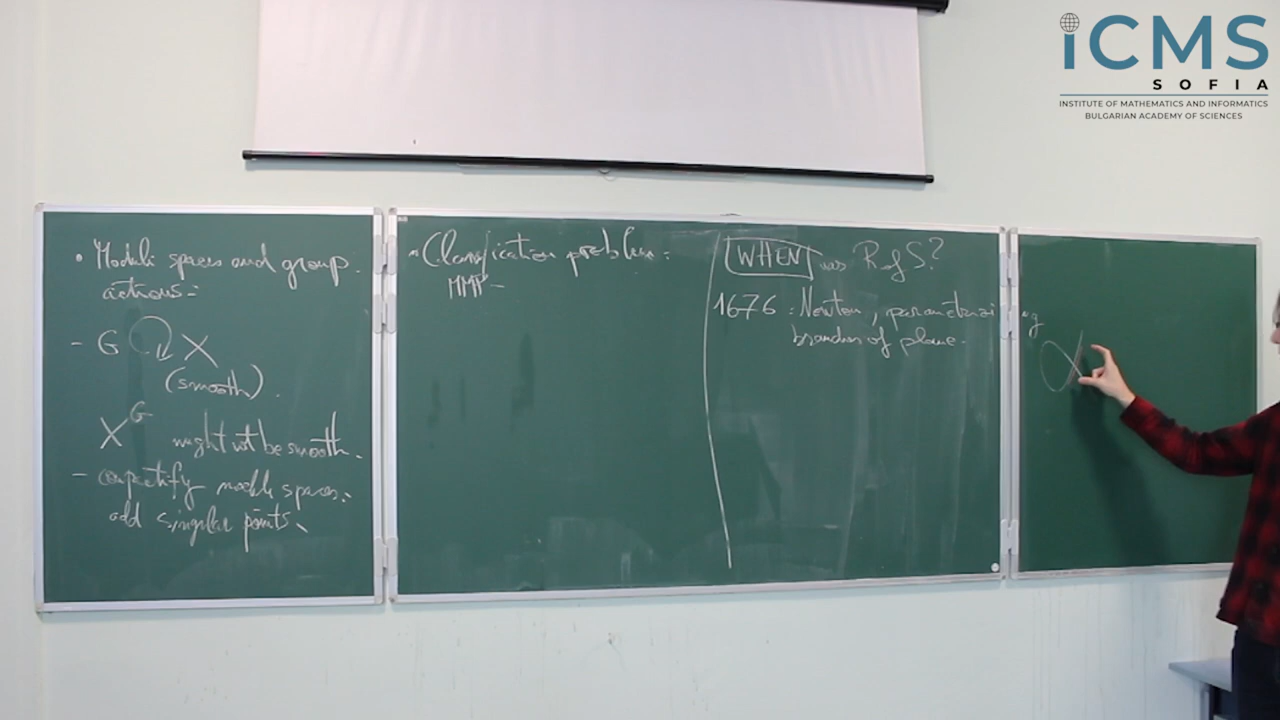 iCMS
SOFIA
INSTITUTE OF MATHEMATICS AND INFORMATICS
BULGARIAN ACADEMY OF SCIENCES
• Moduli spaces and group
actions:
- G X
(smooth).
X^G might not be smooth.
- compactify moduli spaces:
add singular points.
• Classification problem:
MMP -
WHEN was R of S?
1676: Newton, parametrizing
branches of plane.